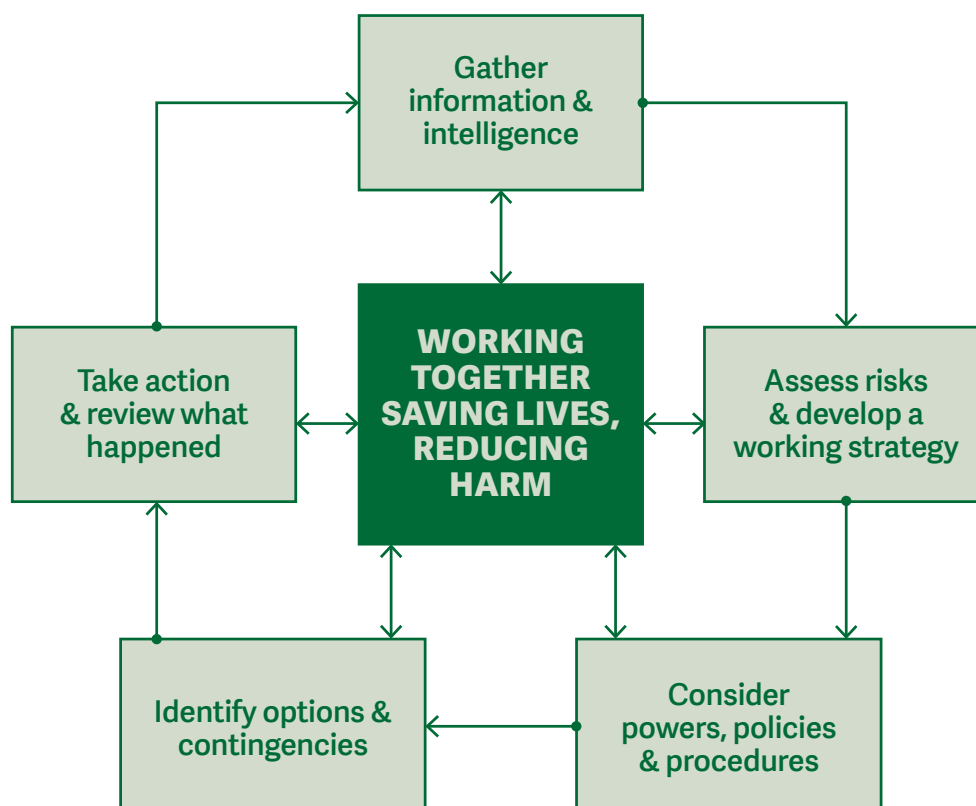 Gather
information &
intelligence
WORKING
TOGETHER
SAVING LIVES,
REDUCING
HARM
Take action
& review what
happened
Assess risks
& develop a
working strategy
Identify options &
contingencies
Consider
powers, policies
& procedures